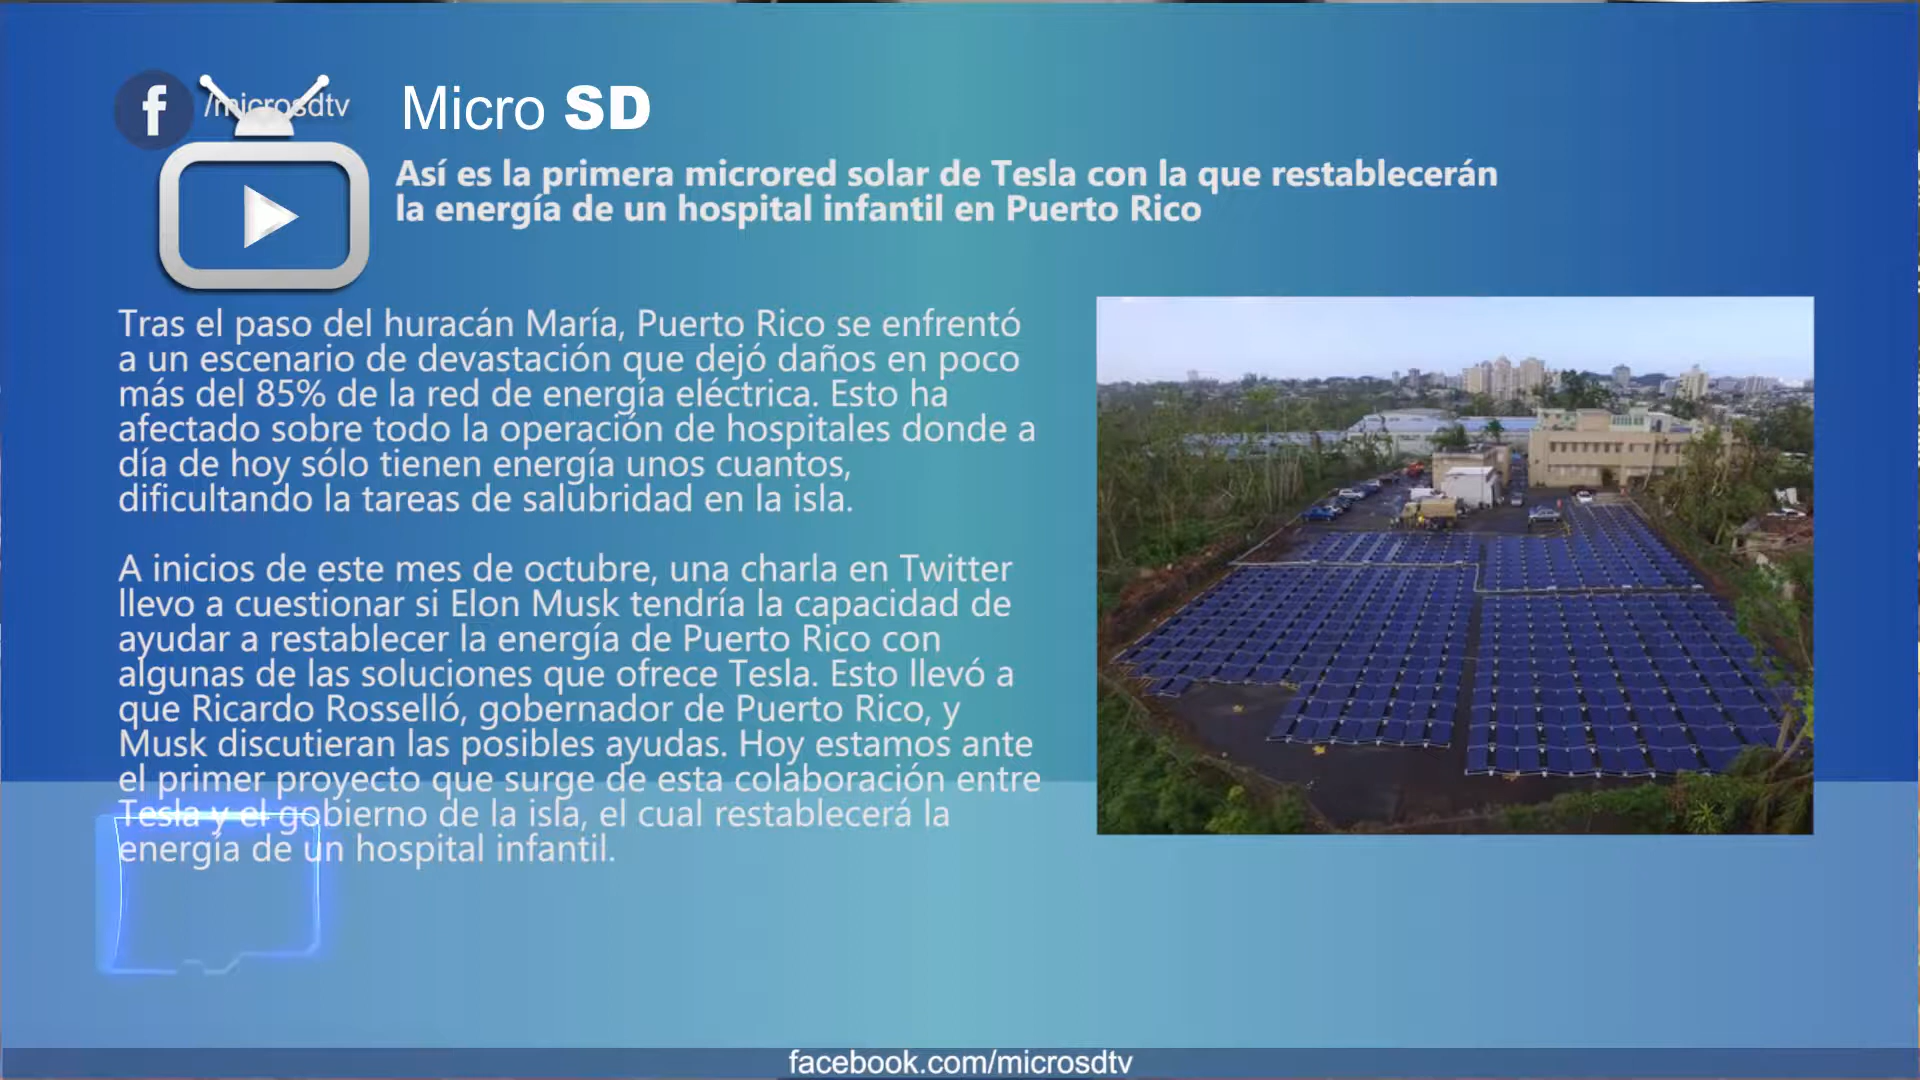 /microsdtv
Micro SD
Así es la primera microred solar de Tesla con la que restablecerán
la energía de un hospital infantil en Puerto Rico
Tras el paso del huracán María, Puerto Rico se enfrentó
a un escenario de devastación que dejó daños en poco
más del 85% de la red de energía eléctrica. Esto ha
afectado sobre todo la operación de hospitales donde a
día de hoy sólo tienen energía unos cuantos,
dificultando la tareas de salubridad en la isla.
A inicios de este mes de octubre, una charla en Twitter
llevo a cuestionar si Elon Musk tendría la capacidad de
ayudar a restablecer la energía de Puerto Rico con
algunas de las soluciones que ofrece Tesla. Esto llevó a
que Ricardo Rosselló, gobernador de Puerto Rico, y
Musk discutieran las posibles ayudas. Hoy estamos ante
el primer proyecto que surge de esta colaboración entre
Tesla y el gobierno de la isla, el cual restablecerá la
energía de un hospital infantil.
facebook.com/microsdtv